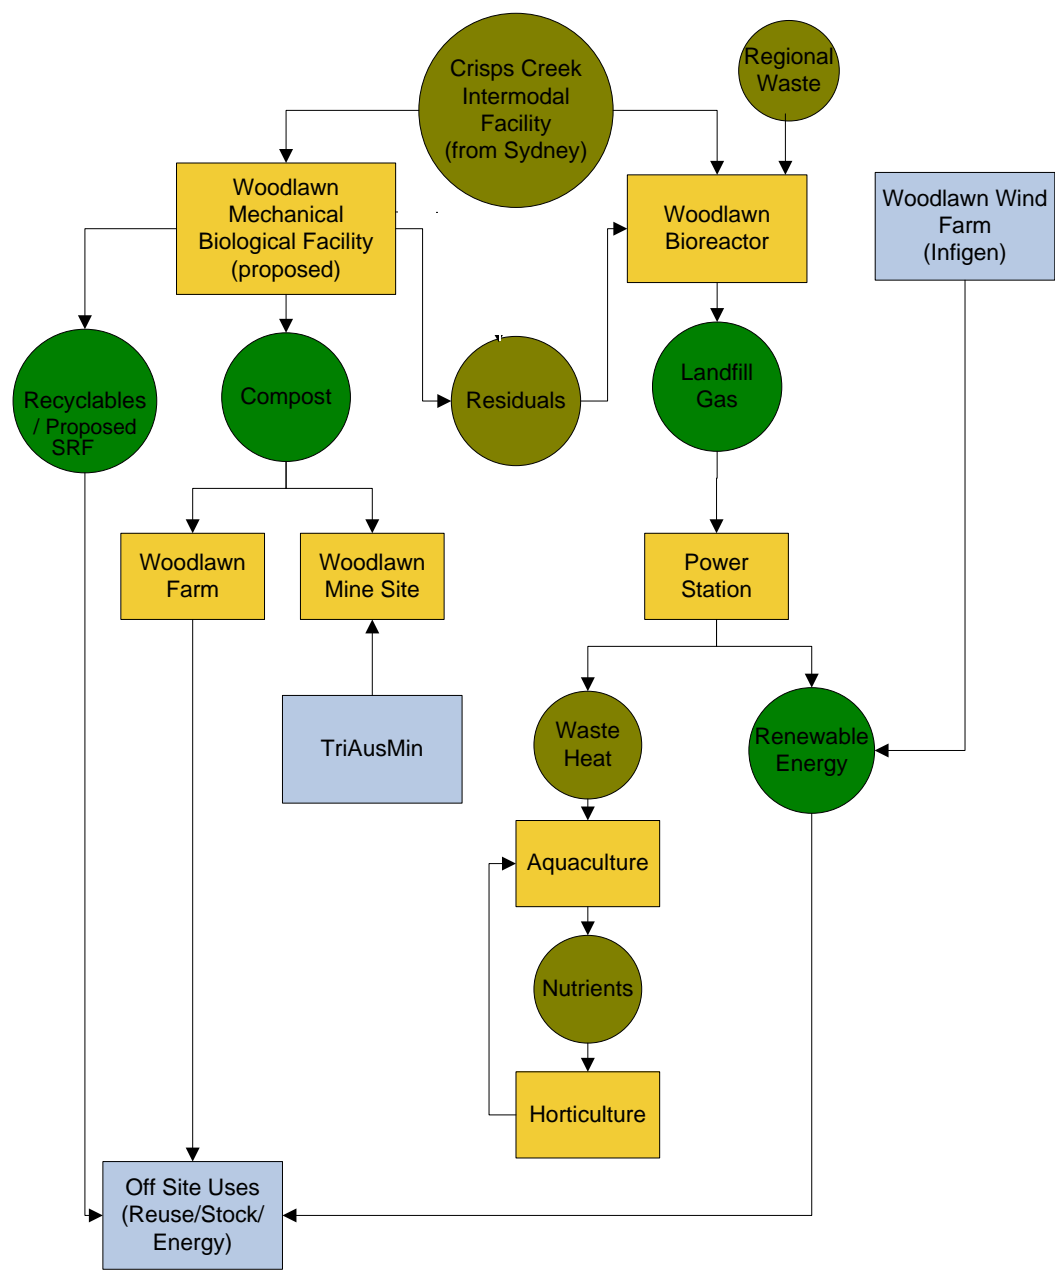 Crisps Creek
Intermodal
Facility
(from Sydney)
Regional
Waste
Woodlawn
Mechanical
Biological Facility
(proposed)
Woodlawn
Bioreactor
Woodlawn Wind
Farm
(Infigen)
Recyclables
/ Proposed
SRF
Compost
Residuals
Landfill
Gas
Woodlawn
Farm
Woodlawn
Mine Site
Power
Station
TriAusMin
Waste
Heat
Renewable
Energy
Aquaculture
Nutrients
Horticulture
Off Site Uses
(Reuse/Stock/
Energy)